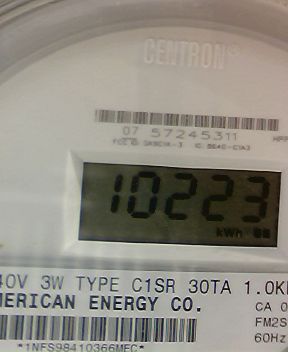 CENTRON®
07 57245311
10223
kWh
40V 3W TYPE C1SR 30TA 1.0K
MERICAN ENERGY CO.
CA 0
FM2S
60Hz
*1NFS98410366MEC*